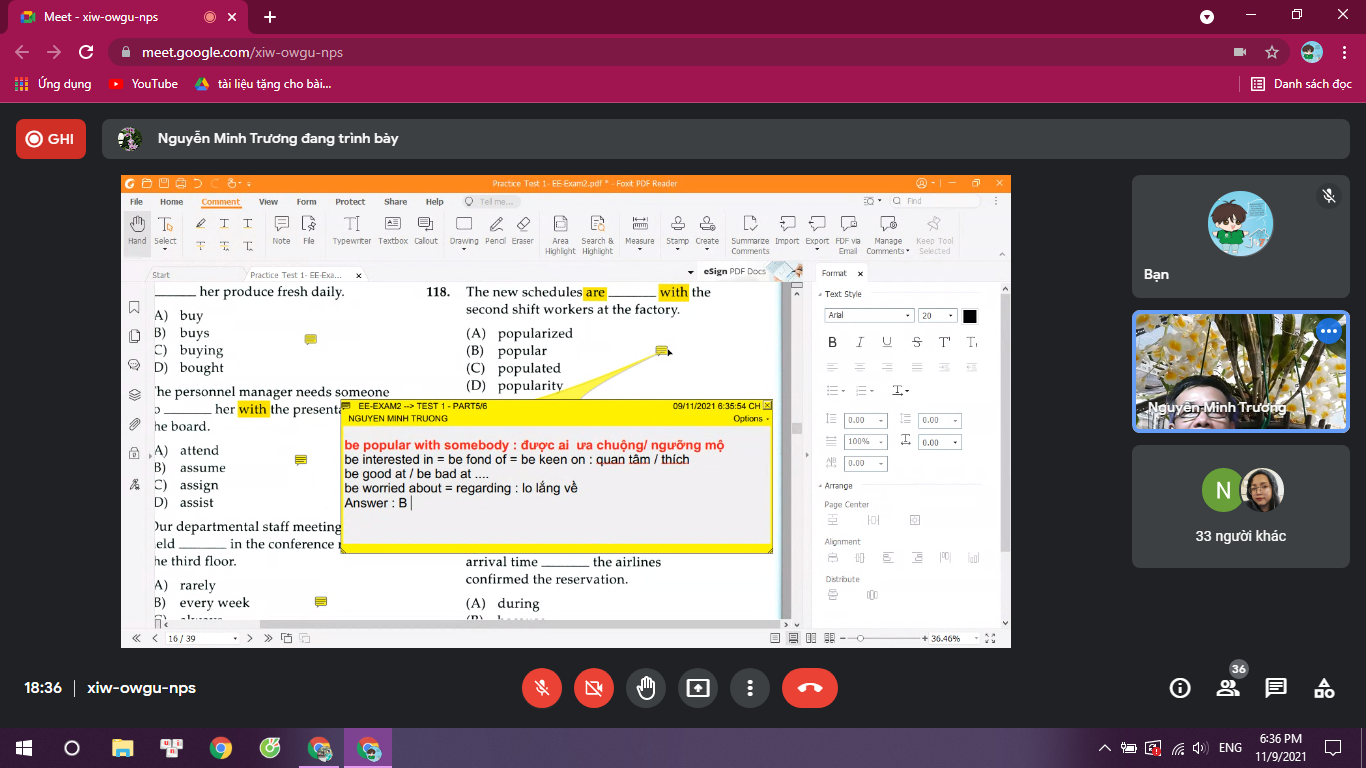 Meet - xiw-owgu-nps
meet.google.com/xiw-owgu-nps
Ứng dụng
YouTube
tài liệu tặng cho bài...
Danh sách đọc
GHI
Nguyễn Minh Trương đang trình bày
Practice Test 1- EE-Exam2.pdf * - Foxit PDF Reader
File Home Comment View Form Protect Share Help Tell me... Find
Hand Select Note File Typewriter Textbox Callout Drawing Pencil Eraser Area Highlight Search & Highlight Measure Stamp Create Summarize Comments Import Export FDF via Email Manage Comments Keep Tool Selected
Start
Practice Test 1- EE-Exa...
eSign PDF Docs
Format
______ her produce fresh daily.
A) buy
B) buys
C) buying
D) bought
The personnel manager needs someone
______ her with the presenta
he board.
A) attend
B) assume
C) assign
D) assist
Our departmental staff meeting
eld ______ in the conference
he third floor.
A) rarely
B) every week
118. The new schedules are ______ with the
second shift workers at the factory.
(A) popularized
(B) popular
(C) populated
(D) popularity
EE-EXAM2 --> TEST 1 - PART5/6
09/11/2021 6:35:54 CH
NGUYEN MINH TRUONG
Options
be popular with somebody : được ai ưa chuộng/ ngưỡng mộ
be interested in = be fond of = be keen on : quan tâm / thích
be good at / be bad at ....
be worried about = regarding : lo lắng về
Answer : B
arrival time ______ the airlines
confirmed the reservation.
(A) during
Text Style
Arial 20
B I U S T T
0.00 0.00
100% 0.00
0.00
Arrange
Page Center
Alignment
Distribute
16 / 39
36.46%
Bạn
Nguyễn Minh Trương
N
33 người khác
18:36 | xiw-owgu-nps
36
ENG
6:36 PM
11/9/2021